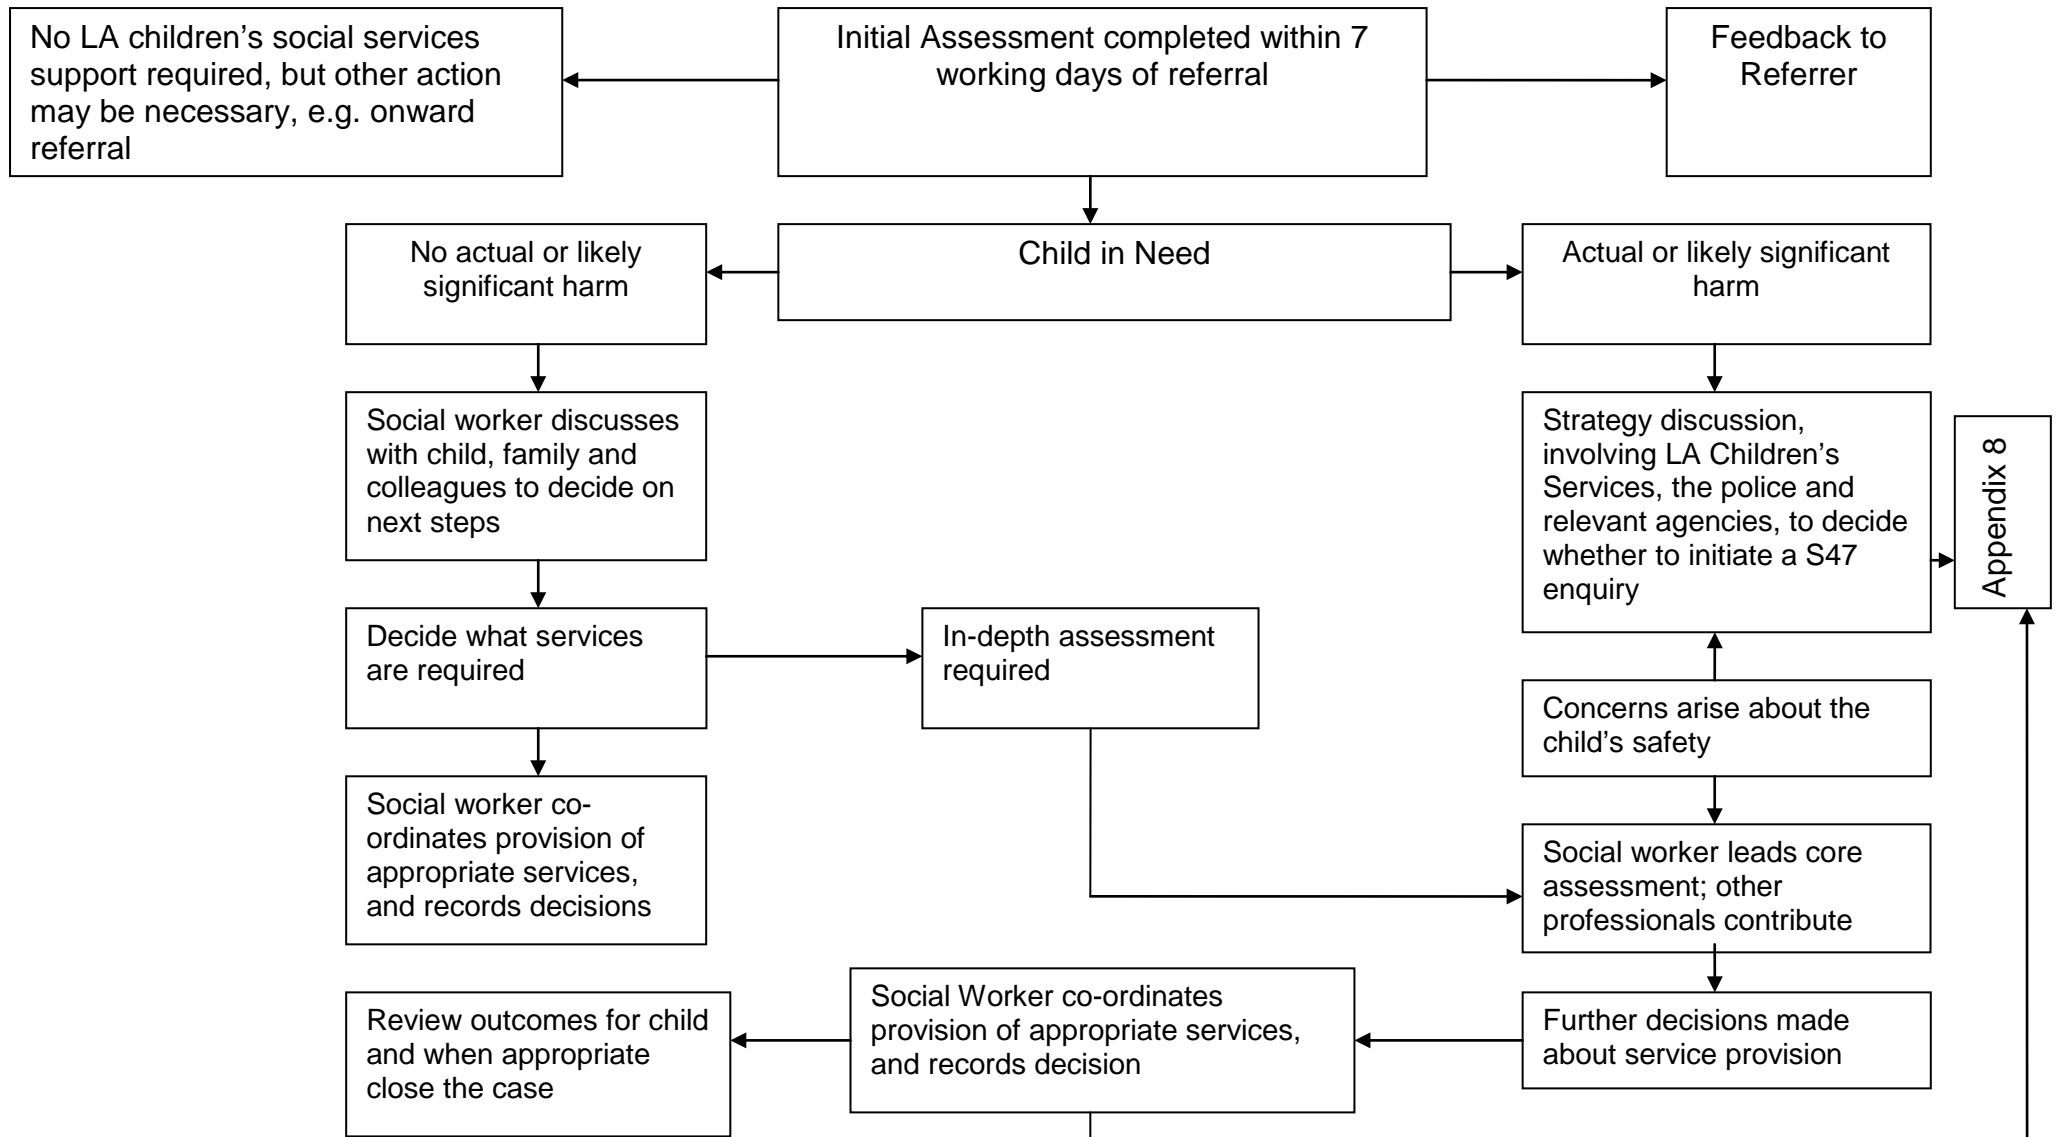 No LA children's social services
support required, but other action
may be necessary, e.g. onward
referral
Initial Assessment completed within 7
working days of referral
Feedback to
Referrer
No actual or likely
significant harm
Child in Need
Actual or likely significant
harm
Social worker discusses
with child, family and
colleagues to decide on
next steps
Strategy discussion,
involving LA Children's
Services, the police and
relevant agencies, to decide
whether to initiate a S47
enquiry
Appendix 8
Decide what services
are required
In-depth assessment
required
Concerns arise about the
child's safety
Social worker co-
ordinates provision of
appropriate services,
and records decisions
Social worker leads core
assessment; other
professionals contribute
Review outcomes for child
and when appropriate
close the case
Social Worker co-ordinates
provision of appropriate services,
and records decision
Further decisions made
about service provision